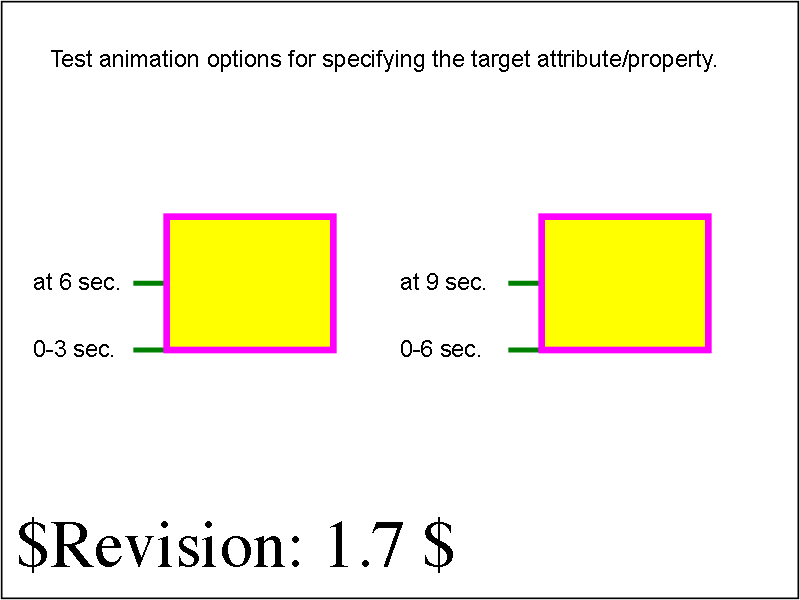 Test animation options for specifying the target attribute/property.
at 6 sec.
at 9 sec.
0-3 sec.
0-6 sec.
$Revision: 1.7 $